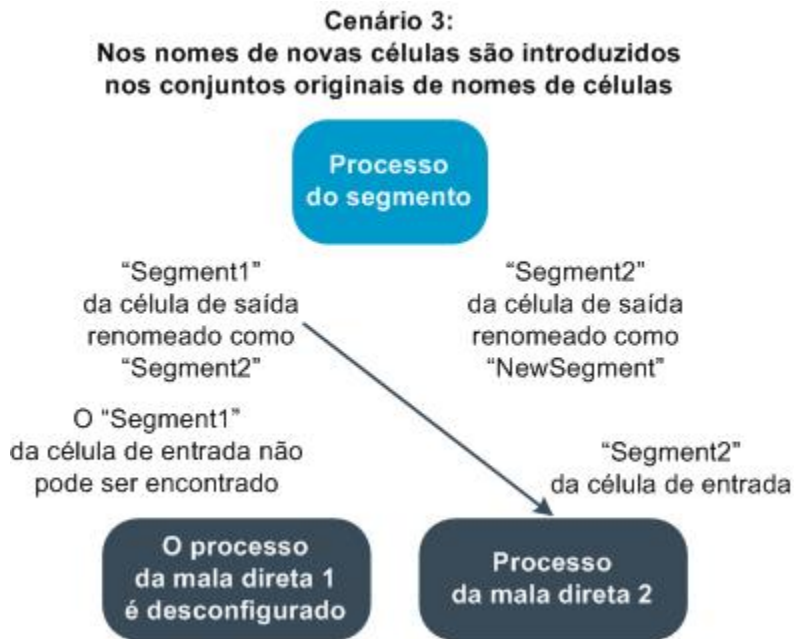 Cenário 3:
Nos nomes de novas células são introduzidos
nos conjuntos originais de nomes de células
Processo
do segmento
“Segment1”
da célula de saída
renomeado como
“Segment2”
“Segment2”
da célula de saída
renomeado como
“NewSegment”
O “Segment1”
da célula de entrada não
pode ser encontrado
“Segment2”
da célula de entrada
O processo
da mala direta 1
é desconfigurado
Processo
da mala direta 2